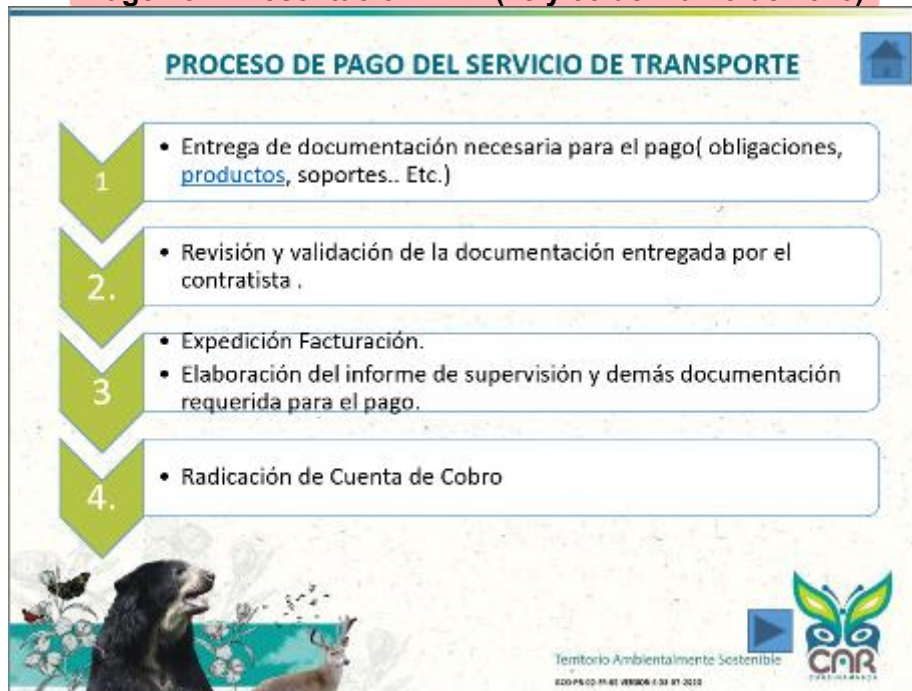 PROCESO DE PAGO DEL SERVICIO DE TRANSPORTE
1
• Entrega de documentación necesaria para el pago( obligaciones,
productos, soportes.. Etc.)
2.
• Revisión y validación de la documentación entregada por el
contratista .
3
• Expedición Facturación.
• Elaboración del informe de supervisión y demás documentación
requerida para el pago.
4.
• Radicación de Cuenta de Cobro
Territorio Ambientalmente Sostenible
CAR
CUNDINAMARCA